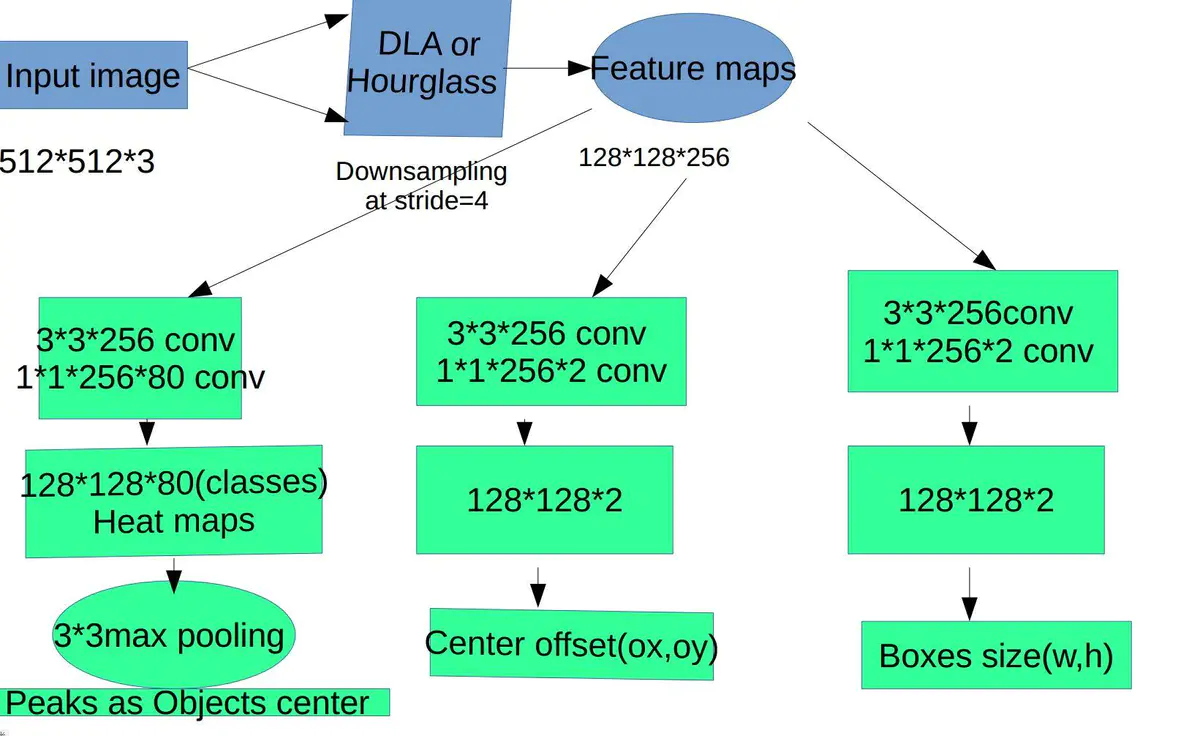 Input image
DLA or
Hourglass
Feature maps
512*512*3
Downsampling
at stride=4
128*128*256
3*3*256 conv
1*1*256*80 conv
3*3*256 conv
1*1*256*2 conv
3*3*256conv
1*1*256*2 conv
128*128*80(classes)
Heat maps
128*128*2
128*128*2
3*3max pooling
Center offset(ox,oy)
Boxes size(w,h)
Peaks as Objects center